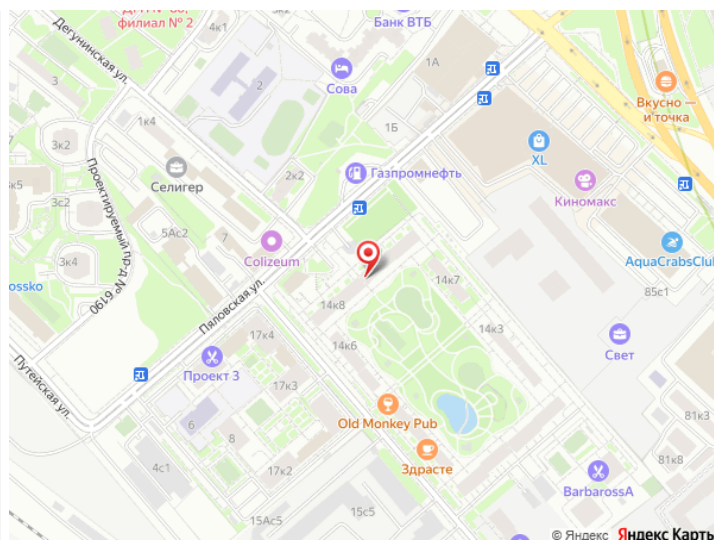 филиал № 2
4к1
Банк ВТБ
Дегунинская ул.
3
2
Сова
1А
Вкусно —
и точка
1к4
1Б
XL
3к2
Селигер
2к2
Газпромнефть
Киномакс
к5
3с2
5Ас2
7
Проектируемый пр-д № 6190
3к4
Colizeum
AquaCrabsClub
ossko
14к7
85с1
Пяловская ул.
14к8
14к3
17к4
14к6
Свет
Путейская ул.
Проект 3
17к3
6
8
Old Monkey Pub
81к3
4с1
17к2
Здрасте
81к8
BarbarossA
15Ас5
15с5
© Яндекс Яндекс Карты